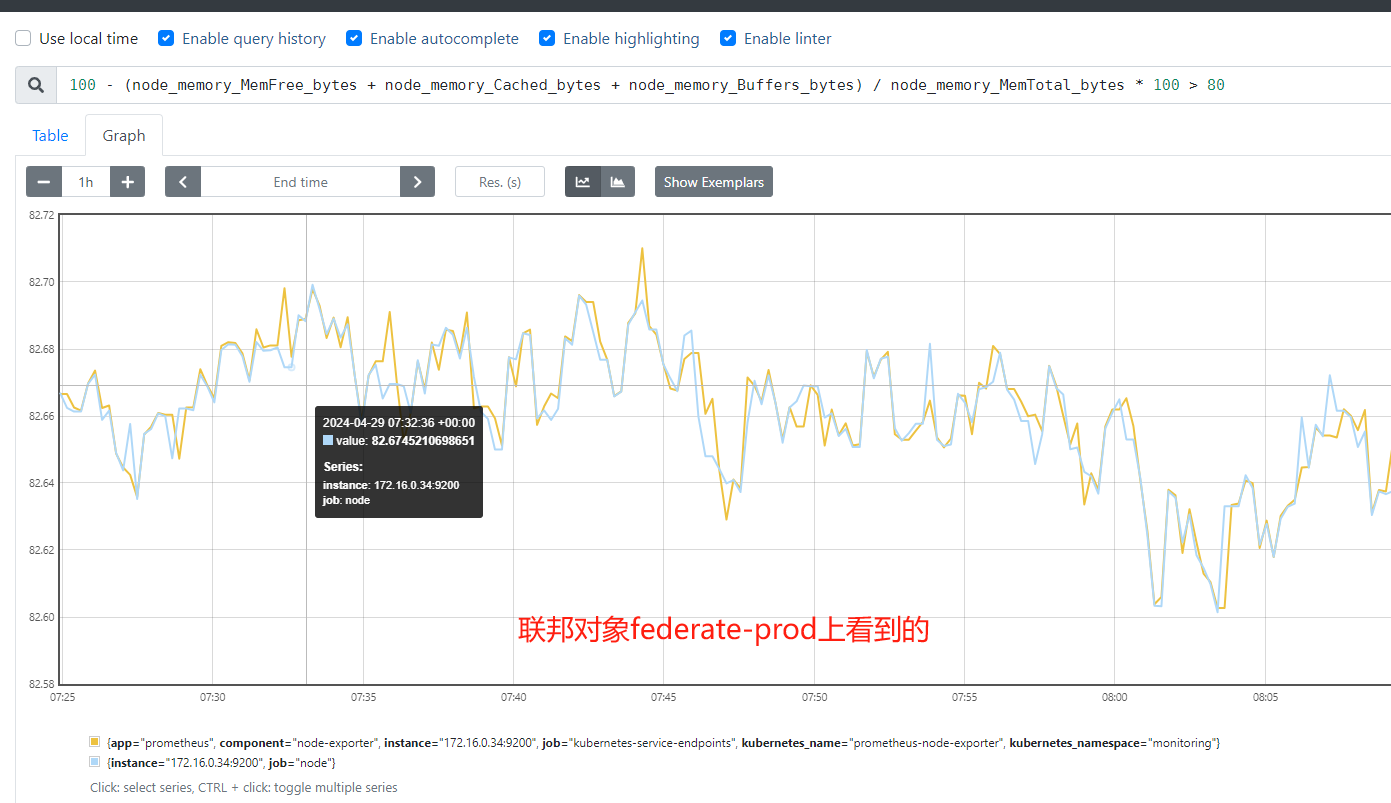 Use local time Enable query history Enable autocomplete Enable highlighting Enable linter
100 - (node_memory_MemFree_bytes + node_memory_Cached_bytes + node_memory_Buffers_bytes) / node_memory_MemTotal_bytes * 100 > 80
Table Graph
1h End time Res. (s) Show Exemplars
82.72
82.70
82.68
82.66
82.64
82.62
82.60
82.58
2024-04-29 07:32:36 +00:00
value: 82.6745210698651
Series:
instance: 172.16.0.34:9200
job: node
联邦对象federate-prod上看到的
07:25 07:30 07:35 07:40 07:45 07:50 07:55 08:00 08:05
{app="prometheus", component="node-exporter", instance="172.16.0.34:9200", job="kubernetes-service-endpoints", kubernetes_name="prometheus-node-exporter", kubernetes_namespace="monitoring"}
{instance="172.16.0.34:9200", job="node"}
Click: select series, CTRL + click: toggle multiple series